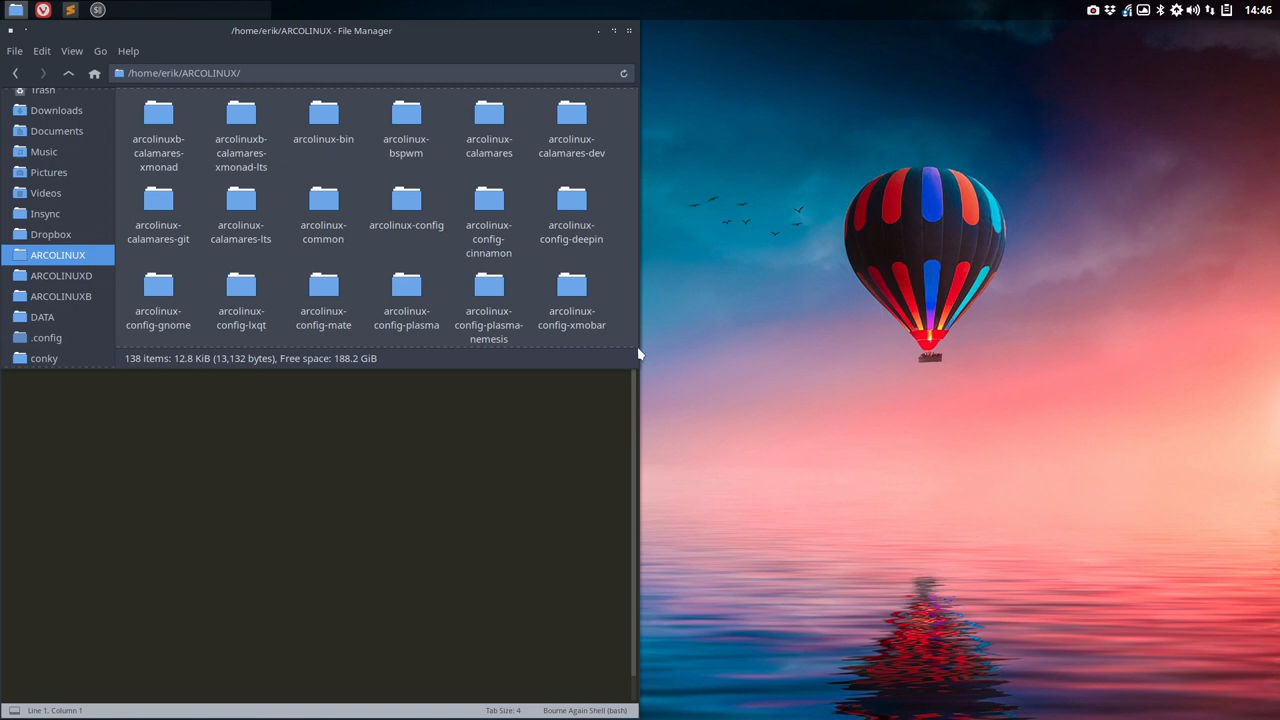 14:46
/home/erik/ARCOLINUX - File Manager
File Edit View Go Help
/home/erik/ARCOLINUX/
Trash
Downloads
Documents
Music
Pictures
Videos
Insync
Dropbox
ARCOLINUX
ARCOLINUXD
ARCOLINUXB
DATA
.config
conky
arcolinuxb-
calamares-
xmonad
arcolinuxb-
calamares-
xmonad-lts
arcolinux-bin
arcolinux-
bspwm
arcolinux-
calamares
arcolinux-
calamares-dev
arcolinux-
calamares-git
arcolinux-
calamares-lts
arcolinux-
common
arcolinux-config
arcolinux-
config-
cinnamon
arcolinux-
config-deepin
arcolinux-
config-gnome
arcolinux-
config-lxqt
arcolinux-
config-mate
arcolinux-
config-plasma
arcolinux-
config-plasma-
nemesis
arcolinux-
config-xmobar
138 items: 12.8 KiB (13,132 bytes), Free space: 188.2 GiB
Line 1, Column 1
Tab Size: 4
Bourne Again Shell (bash)